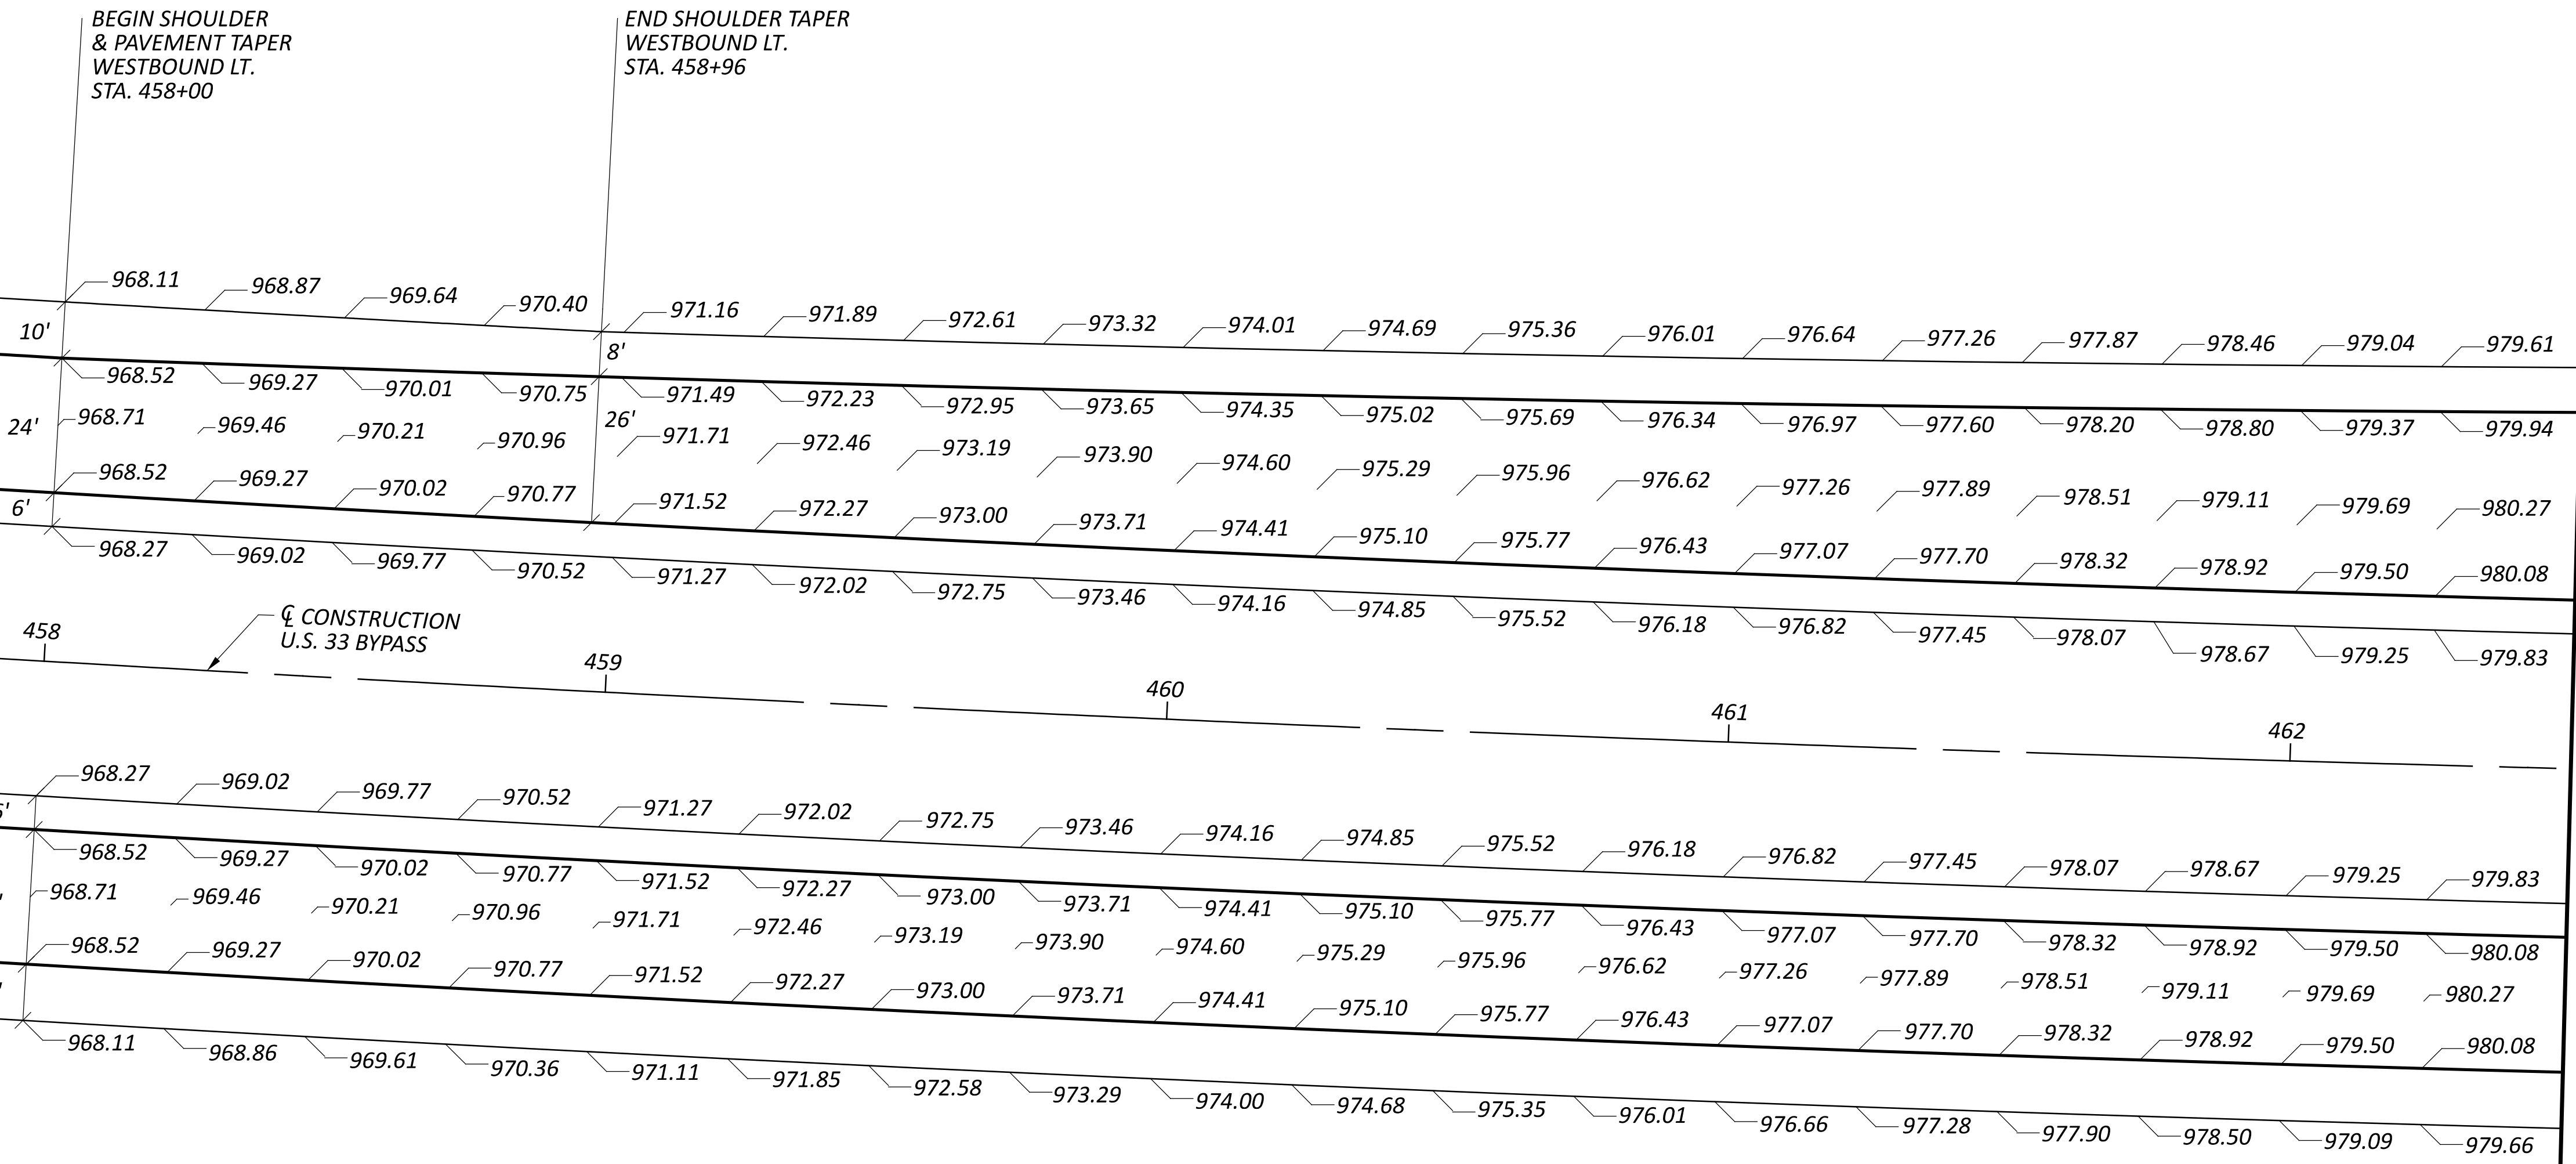 BEGIN SHOULDER
& PAVEMENT TAPER
WESTBOUND LT.
STA. 458+00
END SHOULDER TAPER
WESTBOUND LT.
STA. 458+96
968.11 968.87 969.64 970.40 971.16 971.89 972.61 973.32 974.01 974.69 975.36 976.01 976.64 977.26 977.87 978.46 979.04 979.61
10' 8'
968.52 969.27 970.01 970.75 971.49 972.23 972.95 973.65 974.35 975.02 975.69 976.34 976.97 977.60 978.20 978.80 979.37 979.94
24' 26'
968.71 969.46 970.21 970.96 971.71 972.46 973.19 973.90 974.60 975.29 975.96 976.62 977.26 977.89 978.51 979.11 979.69 980.27
968.52 969.27 970.02 970.77 971.52 972.27 973.00 973.71 974.41 975.10 975.77 976.43 977.07 977.70 978.32 978.92 979.50 980.08
6'
968.27 969.02 969.77 970.52 971.27 972.02 972.75 973.46 974.16 974.85 975.52 976.18 976.82 977.45 978.07 978.67 979.25 979.83
℄ CONSTRUCTION
U.S. 33 BYPASS
458 459 460 461 462
968.27 969.02 969.77 970.52 971.27 972.02 972.75 973.46 974.16 974.85 975.52 976.18 976.82 977.45 978.07 978.67 979.25 979.83
968.52 969.27 970.02 970.77 971.52 972.27 973.00 973.71 974.41 975.10 975.77 976.43 977.07 977.70 978.32 978.92 979.50 980.08
968.71 969.46 970.21 970.96 971.71 972.46 973.19 973.90 974.60 975.29 975.96 976.62 977.26 977.89 978.51 979.11 979.69 980.27
968.52 969.27 970.02 970.77 971.52 972.27 973.00 973.71 974.41 975.10 975.77 976.43 977.07 977.70 978.32 978.92 979.50 980.08
968.11 968.86 969.61 970.36 971.11 971.85 972.58 973.29 974.00 974.68 975.35 976.01 976.66 977.28 977.90 978.50 979.09 979.66